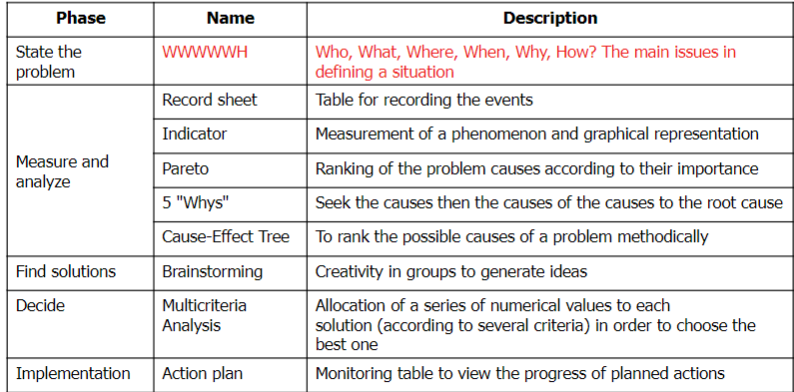 Phase Name Description
State the WWWWWH Who, What, Where, When, Why, How? The main issues in
problem defining a situation
Measure and
analyze
Record sheet Table for recording the events
Indicator Measurement of a phenomenon and graphical representation
Pareto Ranking of the problem causes according to their importance
5 "Whys" Seek the causes then the causes of the causes to the root cause
Cause-Effect Tree To rank the possible causes of a problem methodically
Find solutions Brainstorming Creativity in groups to generate ideas
Decide Multicriteria Allocation of a series of numerical values to each
Analysis solution (according to several criteria) in order to choose the
best one
Implementation Action plan Monitoring table to view the progress of planned actions